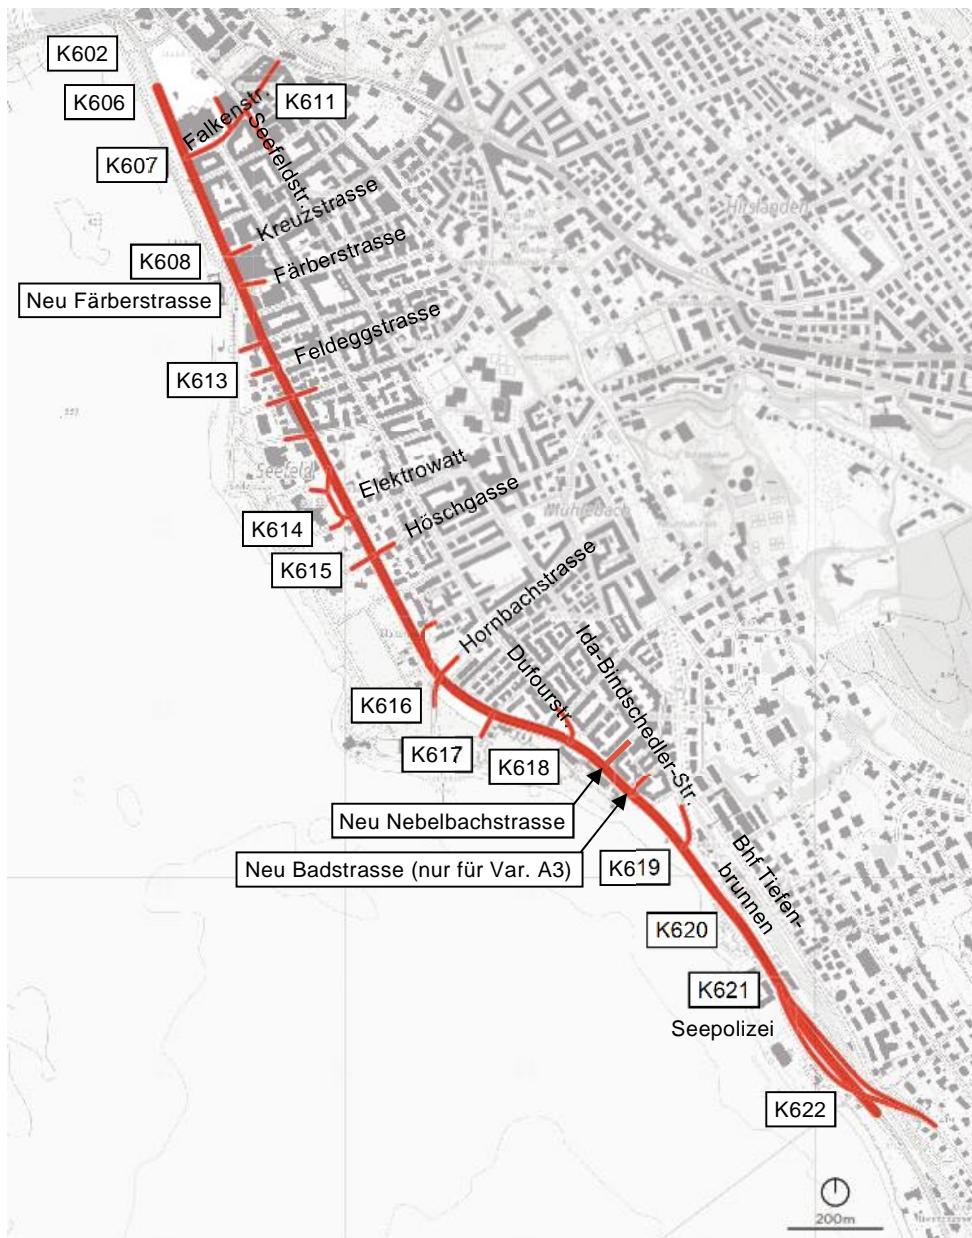 K602
K606
K611
Falkenstr.
Seefeldstr.
K607
Kreuzstrasse
Hirslanden
K608
Färberstrasse
Neu Färberstrasse
Feldeggstrasse
K613
Seefeld
Elektrowatt
Höschgasse
K614
Mühlebach
K615
Hornbachstrasse
Ida-Bindschedler-Str.
Dufourstr.
K616
K617
K618
Neu Nebelbachstrasse
Neu Badstrasse (nur für Var. A3)
K619
Bhf Tiefen-
brunnen
K620
K621
Seepolizei
K622
200m